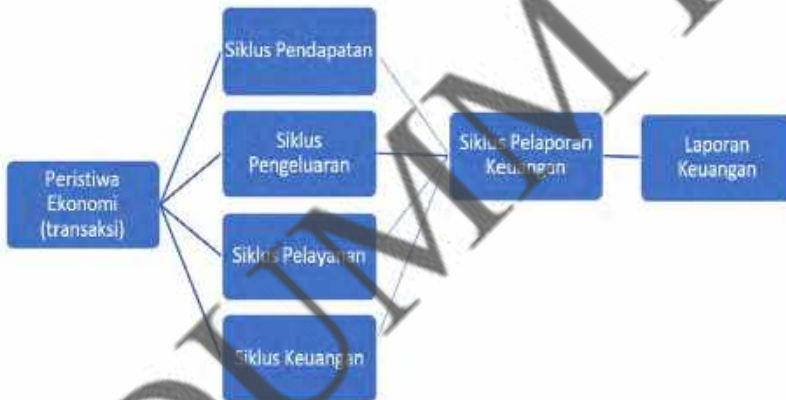 Siklus Pendapatan
Siklus
Pengeluaran
Siklus Pelaporan
Keuangan
Laporan
Keuangan
Peristiwa
Ekonomi
(transaksi)
Siklus Pelayanan
Siklus Keuangan